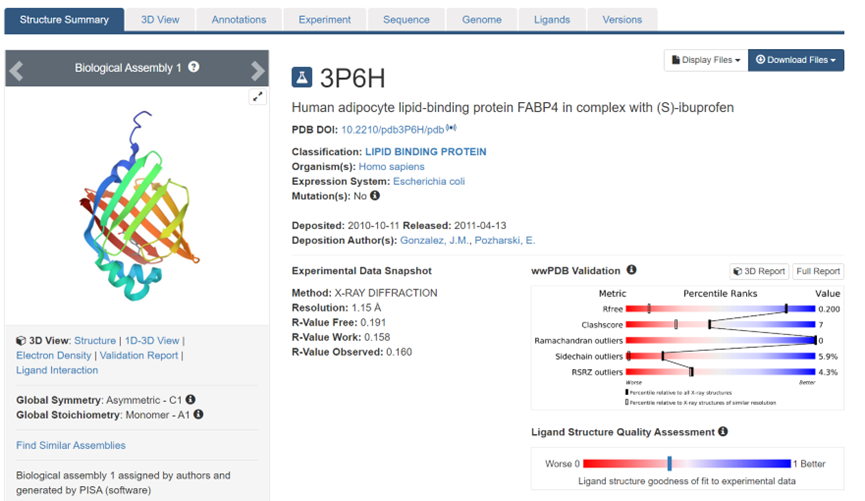 Structure Summary 3D View Annotations Experiment Sequence Genome Ligands Versions
Biological Assembly 1 ?
3D View: Structure | 1D-3D View |
Electron Density | Validation Report |
Ligand Interaction
Global Symmetry: Asymmetric - C1
Global Stoichiometry: Monomer - A1
Find Similar Assemblies
Biological assembly 1 assigned by authors and
generated by PISA (software)
Display Files Download Files
3P6H
Human adipocyte lipid-binding protein FABP4 in complex with (S)-ibuprofen
PDB DOI: 10.2210/pdb3P6H/pdb
Classification: LIPID BINDING PROTEIN
Organism(s): Homo sapiens
Expression System: Escherichia coli
Mutation(s): No
Deposited: 2010-10-11 Released: 2011-04-13
Deposition Author(s): Gonzalez, J.M., Pozharski, E.
Experimental Data Snapshot
Method: X-RAY DIFFRACTION
Resolution: 1.15 Å
R-Value Free: 0.191
R-Value Work: 0.158
R-Value Observed: 0.160
wwPDB Validation 3D Report Full Report
Metric Percentile Ranks Value
Rfree 0.200
Clashscore 7
Ramachandran outliers 0
Sidechain outliers 5.9%
RSRZ outliers 4.3%
Worse Better
Percentile relative to all X-ray structures
Percentile relative to X-ray structures of similar resolution
Ligand Structure Quality Assessment
Worse 0 1 Better
Ligand structure goodness of fit to experimental data